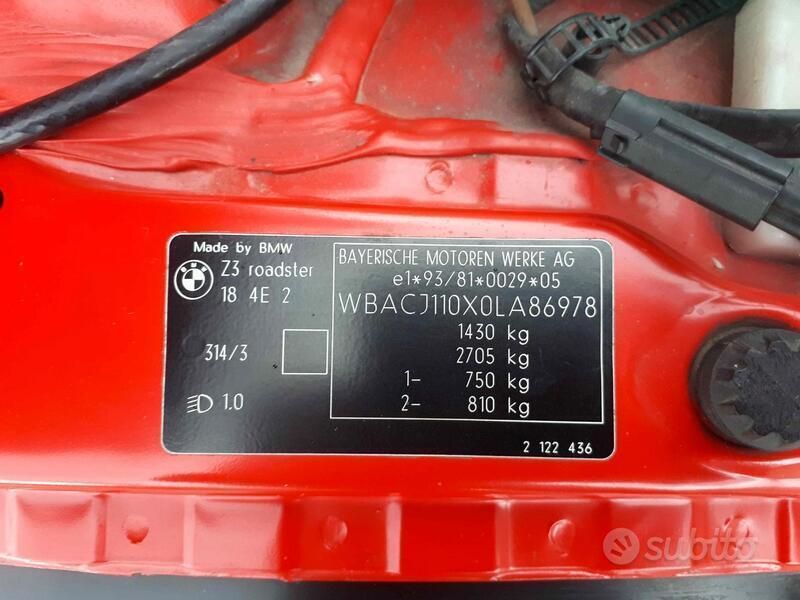 Made by BMW
Z3 roadster
18 4E 2
314/3
1.0
BAYERISCHE MOTOREN WERKE AG
e1*93/81*0029*05
WBACJ110X0LA86978
1430 kg
2705 kg
1- 750 kg
2- 810 kg
2 122 436
subito